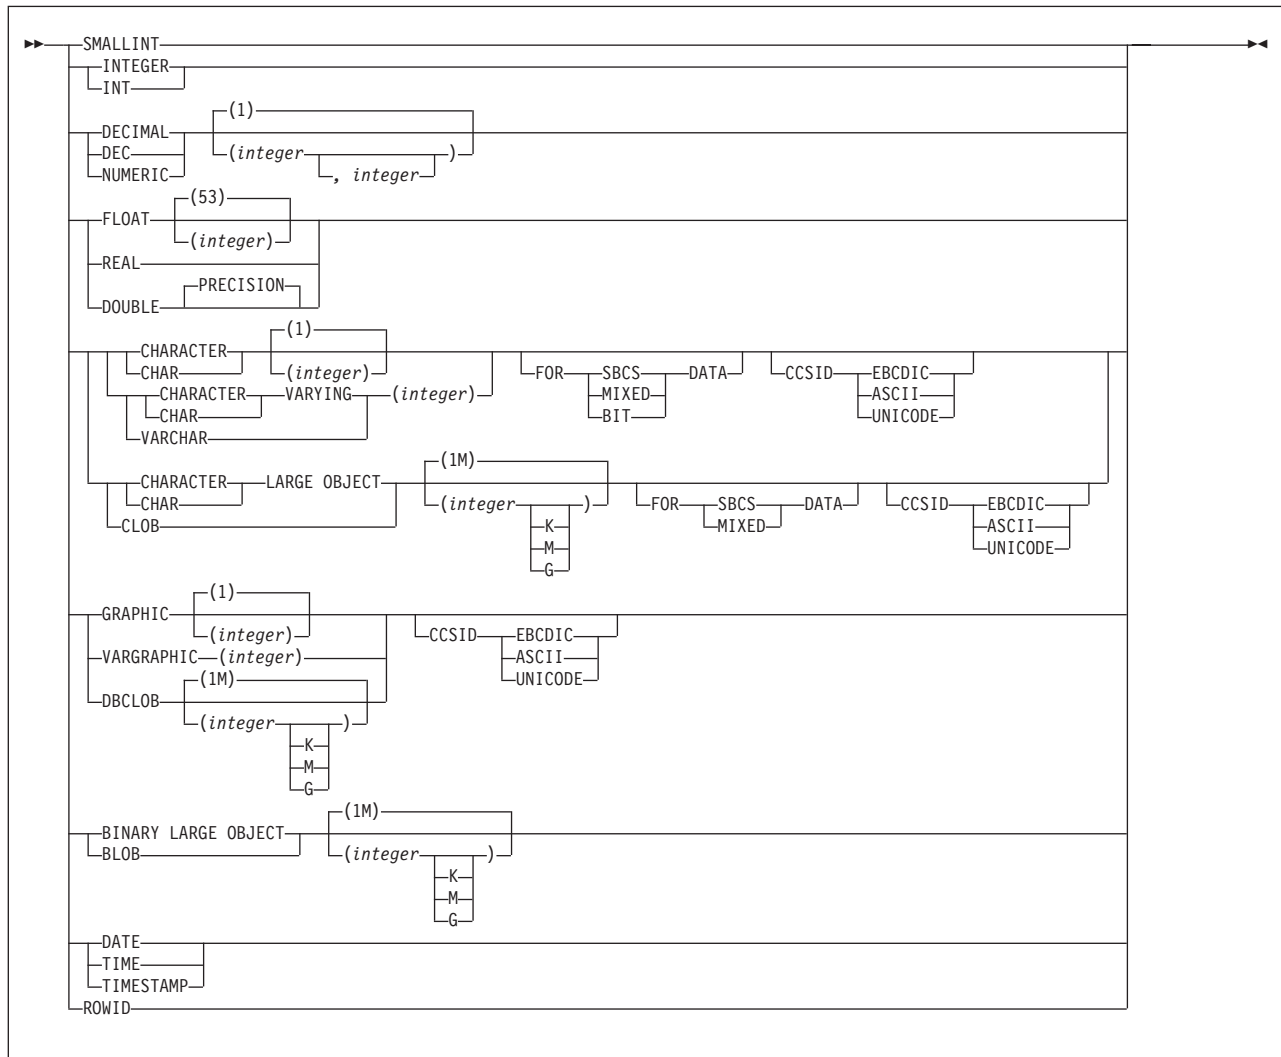 SMALLINT
INTEGER
INT
(1)
DECIMAL
DEC (integer )
NUMERIC , integer
(53)
FLOAT
(integer)
REAL
PRECISION
DOUBLE
(1)
CHARACTER
CHAR (integer) FOR SBCS DATA CCSID EBCDIC
CHARACTER VARYING (integer) MIXED ASCII
CHAR BIT UNICODE
VARCHAR
(1M)
CHARACTER LARGE OBJECT
CHAR (integer ) FOR SBCS DATA CCSID EBCDIC
CLOB K MIXED ASCII
M UNICODE
G
(1)
GRAPHIC
(integer) CCSID EBCDIC
VARGRAPHIC (integer) ASCII
(1M) UNICODE
DBCLOB
(integer )
K
M
G
(1M)
BINARY LARGE OBJECT
BLOB (integer )
K
M
G
DATE
TIME
TIMESTAMP
ROWID